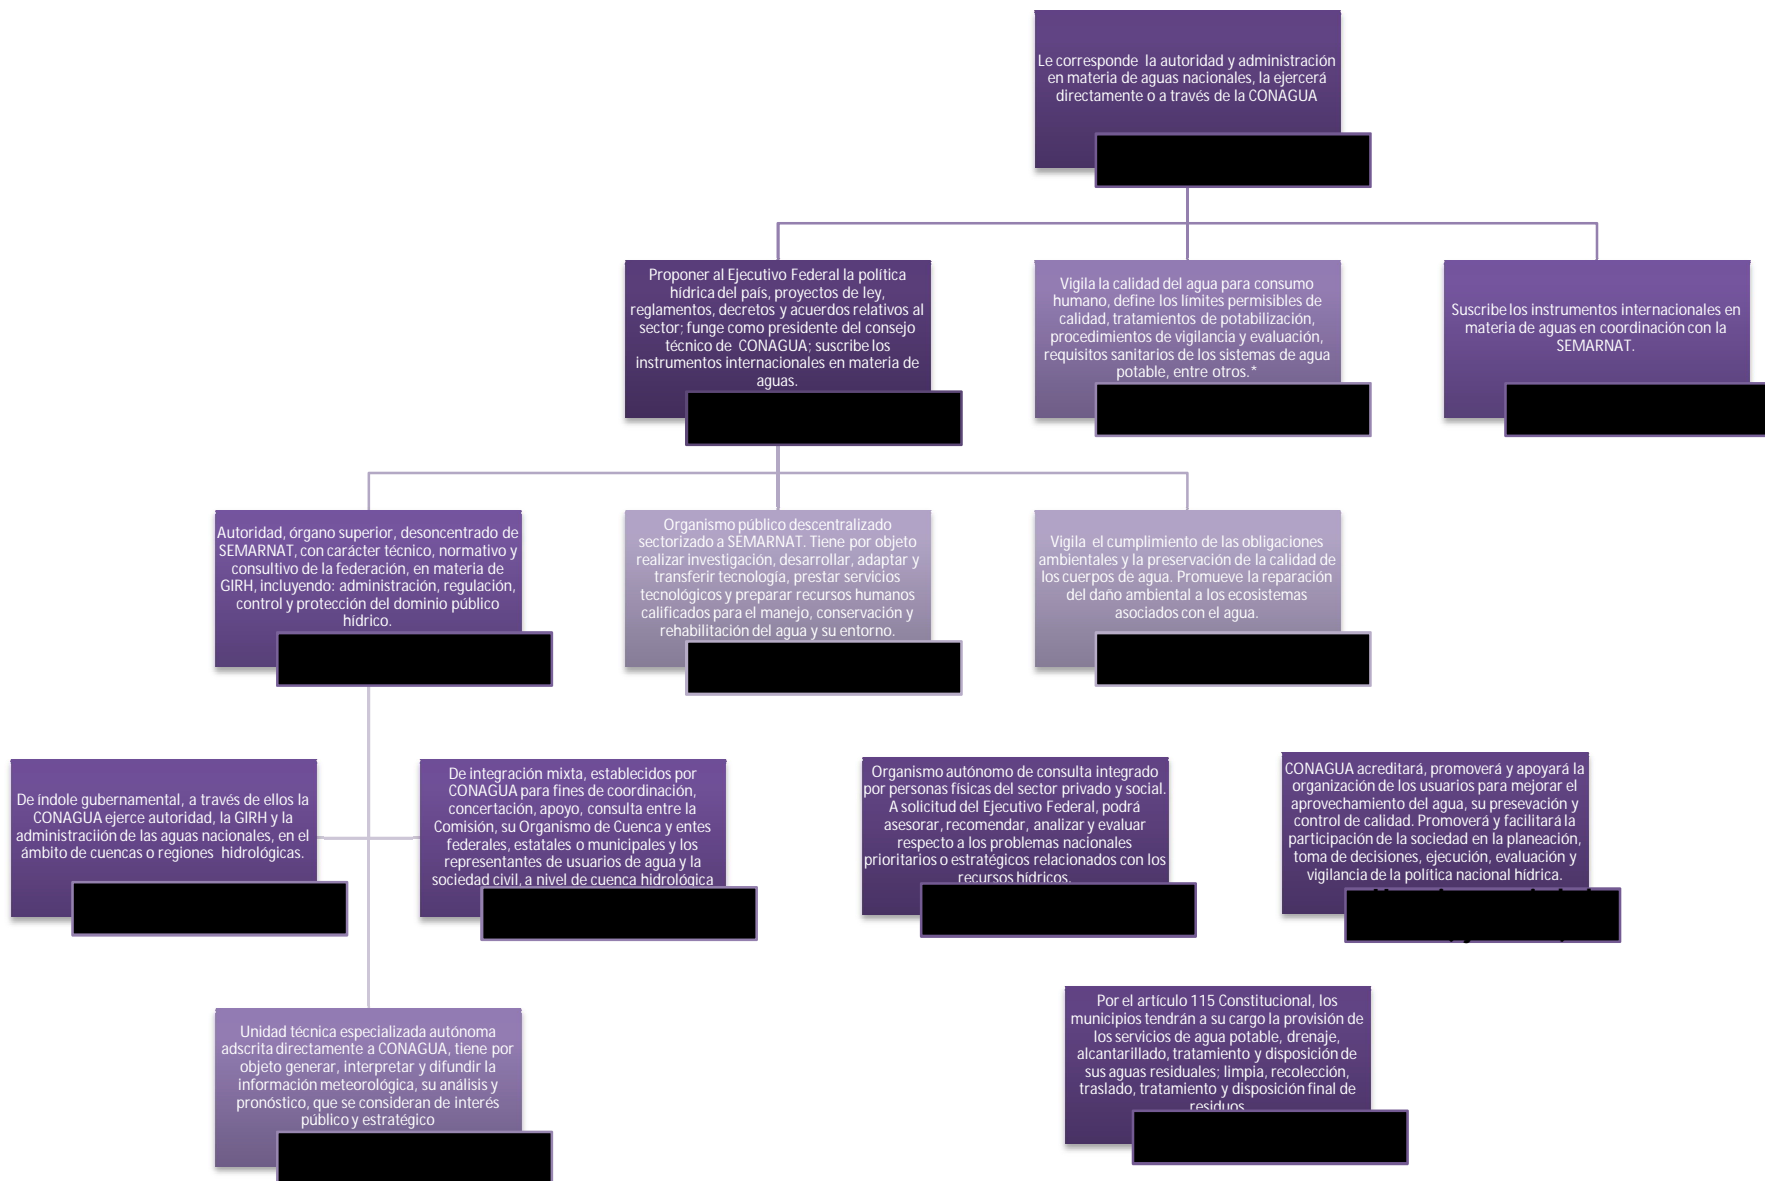 Le corresponde la autoridad y administración
en materia de aguas nacionales, la ejercerá
directamente o a través de la CONAGUA
Proponer al Ejecutivo Federal la política
hídrica del país, proyectos de ley,
reglamentos, decretos y acuerdos relativos al
sector; funge como presidente del consejo
técnico de CONAGUA; suscribe los
instrumentos internacionales en materia de
aguas.
Vigila la calidad del agua para consumo
humano, define los límites permisibles de
calidad, tratamientos de potabilización,
procedimientos de vigilancia y evaluación,
requisitos sanitarios de los sistemas de agua
potable, entre otros.*
Suscribe los instrumentos internacionales en
materia de aguas en coordinación con la
SEMARNAT.
Autoridad, órgano superior, desoncentrado de
SEMARNAT, con carácter técnico, normativo y
consultivo de la federación, en materia de
GIRH, incluyendo: administración, regulación,
control y protección del dominio público
hídrico.
Organismo público descentralizado
sectorizado a SEMARNAT. Tiene por objeto
realizar investigación, desarrollar, adaptar y
transferir tecnología, prestar servicios
tecnológicos y preparar recursos humanos
calificados para el manejo, conservación y
rehabilitación del agua y su entorno.
Vigila el cumplimiento de las obligaciones
ambientales y la preservación de la calidad de
los cuerpos de agua. Promueve la reparación
del daño ambiental a los ecosistemas
asociados con el agua.
De índole gubernamental, a través de ellos la
CONAGUA ejerce autoridad, la GIRH y la
administraciión de las aguas nacionales, en el
ámbito de cuencas o regiones hidrológicas.
De integración mixta, establecidos por
CONAGUA para fines de coordinación,
concertación, apoyo, consulta entre la
Comisión, su Organismo de Cuenca y entes
federales, estatales o municipales y los
representantes de usuarios de agua y la
sociedad civil, a nivel de cuenca hidrológica
Organismo autónomo de consulta integrado
por personas físicas del sector privado y social.
A solicitud del Ejecutivo Federal, podrá
asesorar, recomendar, analizar y evaluar
respecto a los problemas nacionales
prioritarios o estratégicos relacionados con los
recursos hídricos.
CONAGUA acreditará, promoverá y apoyará la
organización de los usuarios para mejorar el
aprovechamiento del agua, su presevación y
control de calidad. Promoverá y facilitará la
participación de la sociedad en la planeación,
toma de decisiones, ejecución, evaluación y
vigilancia de la política nacional hídrica.
Unidad técnica especializada autónoma
adscrita directamente a CONAGUA, tiene por
objeto generar, interpretar y difundir la
información meteorológica, su análisis y
pronóstico, que se consideran de interés
público y estratégico
Por el artículo 115 Constitucional, los
municipios tendrán a su cargo la provisión de
los servicios de agua potable, drenaje,
alcantarillado, tratamiento y disposición de
sus aguas residuales; limpia, recolección,
traslado, tratamiento y disposición final de
residuos